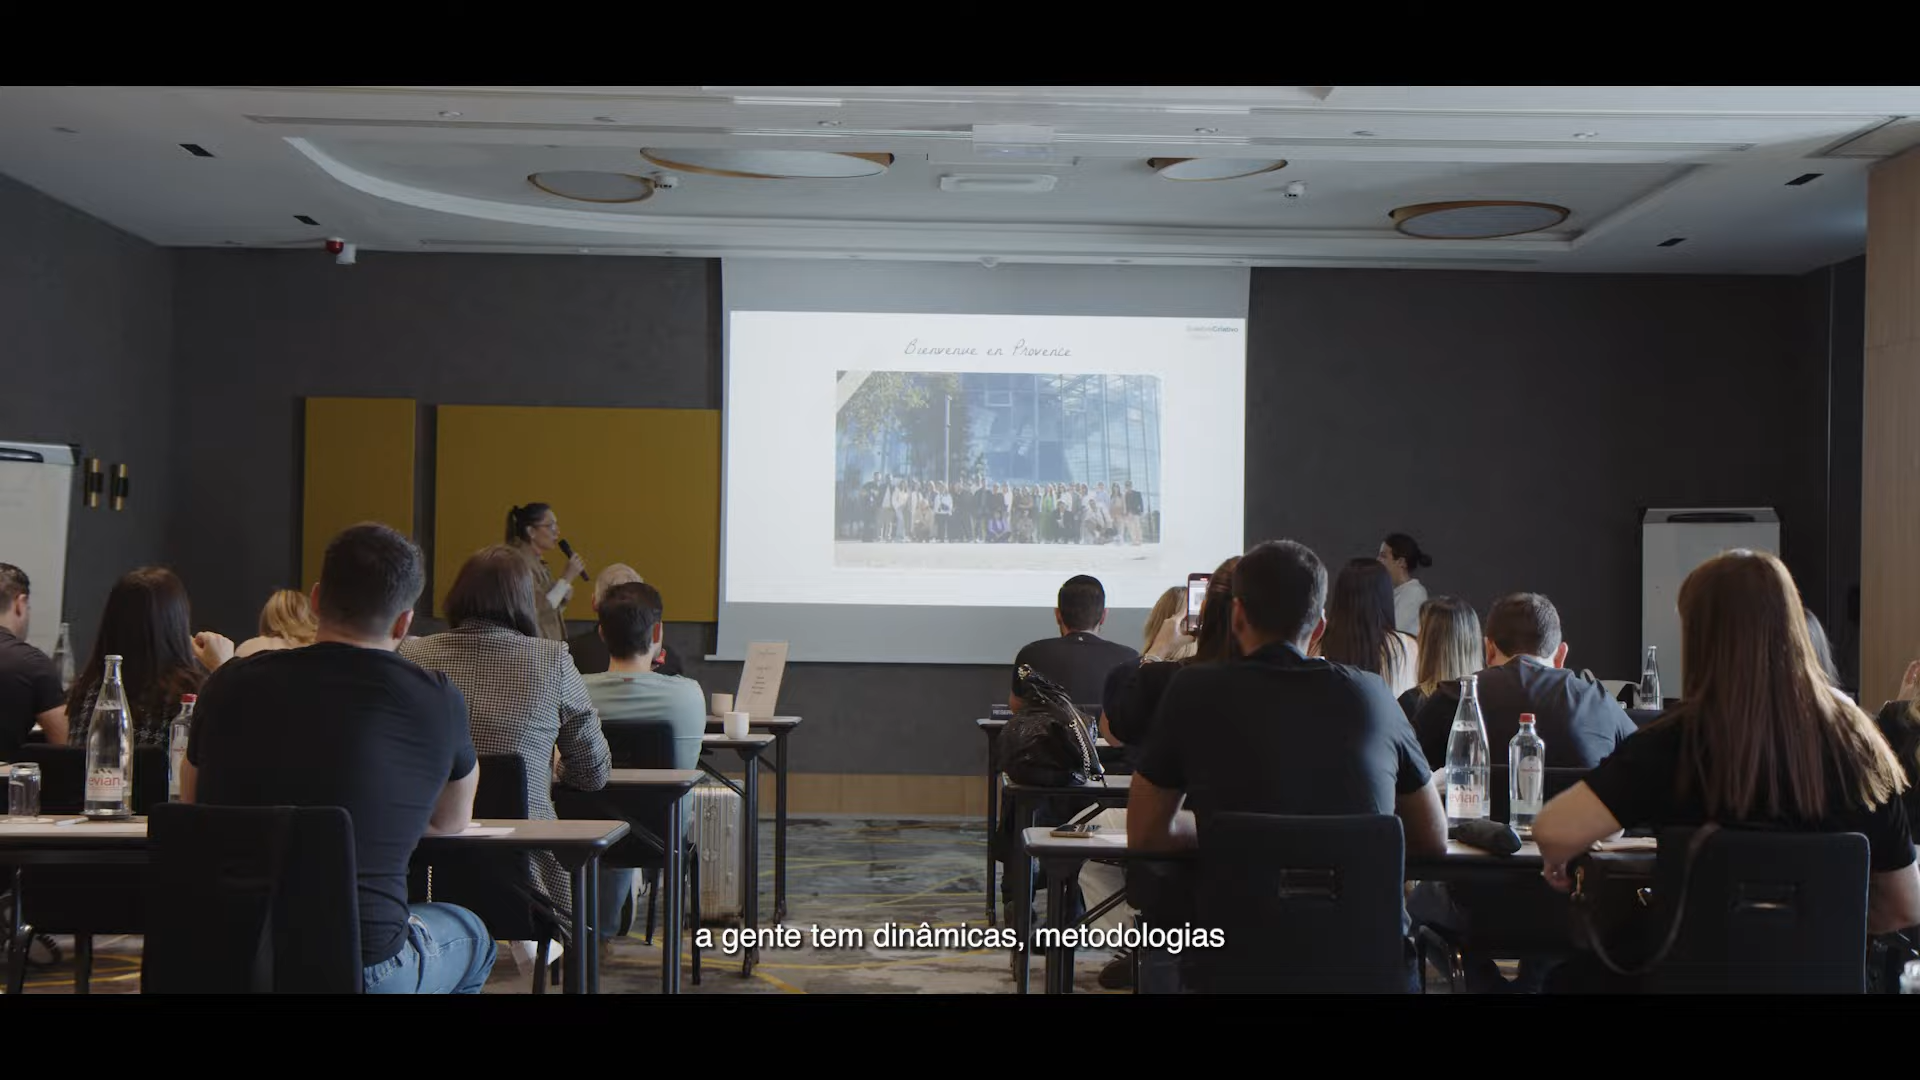 Bienvenue en Provence
evian
evian
a gente tem dinâmicas, metodologias